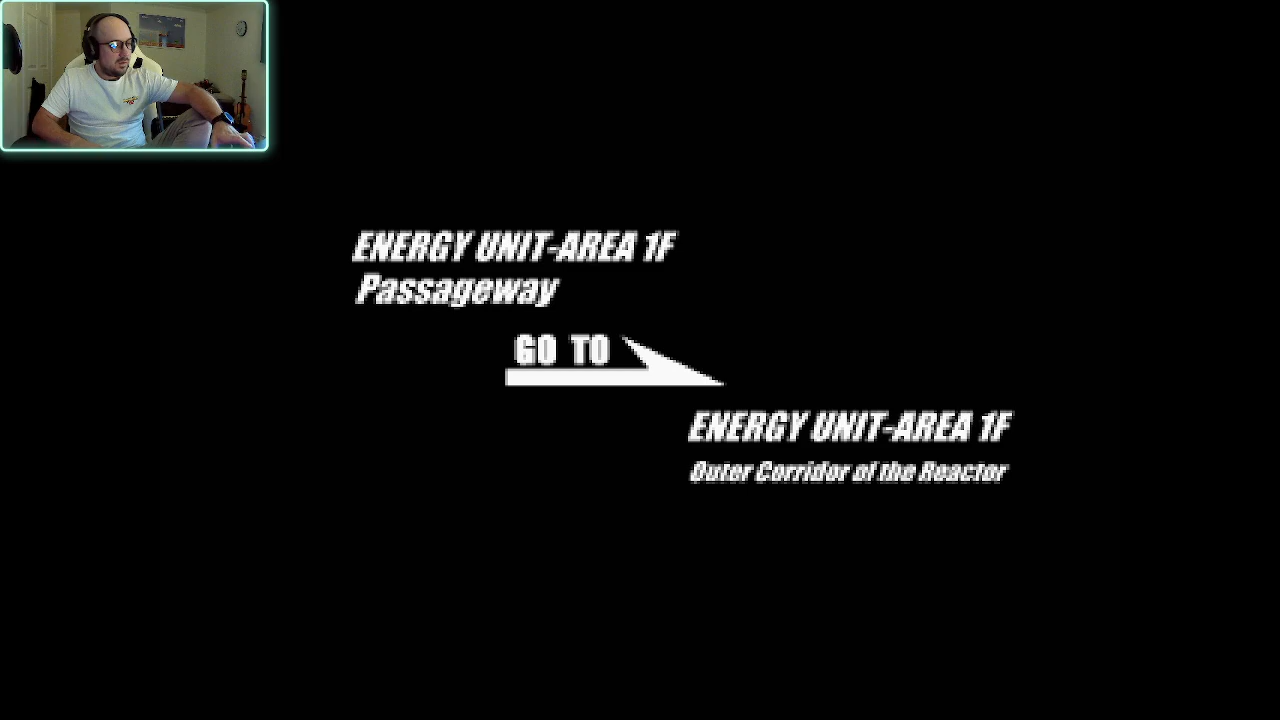 ENERGY UNIT-AREA 1F
Passageway
GO TO
ENERGY UNIT-AREA 1F
Outer Corridor of the Reactor